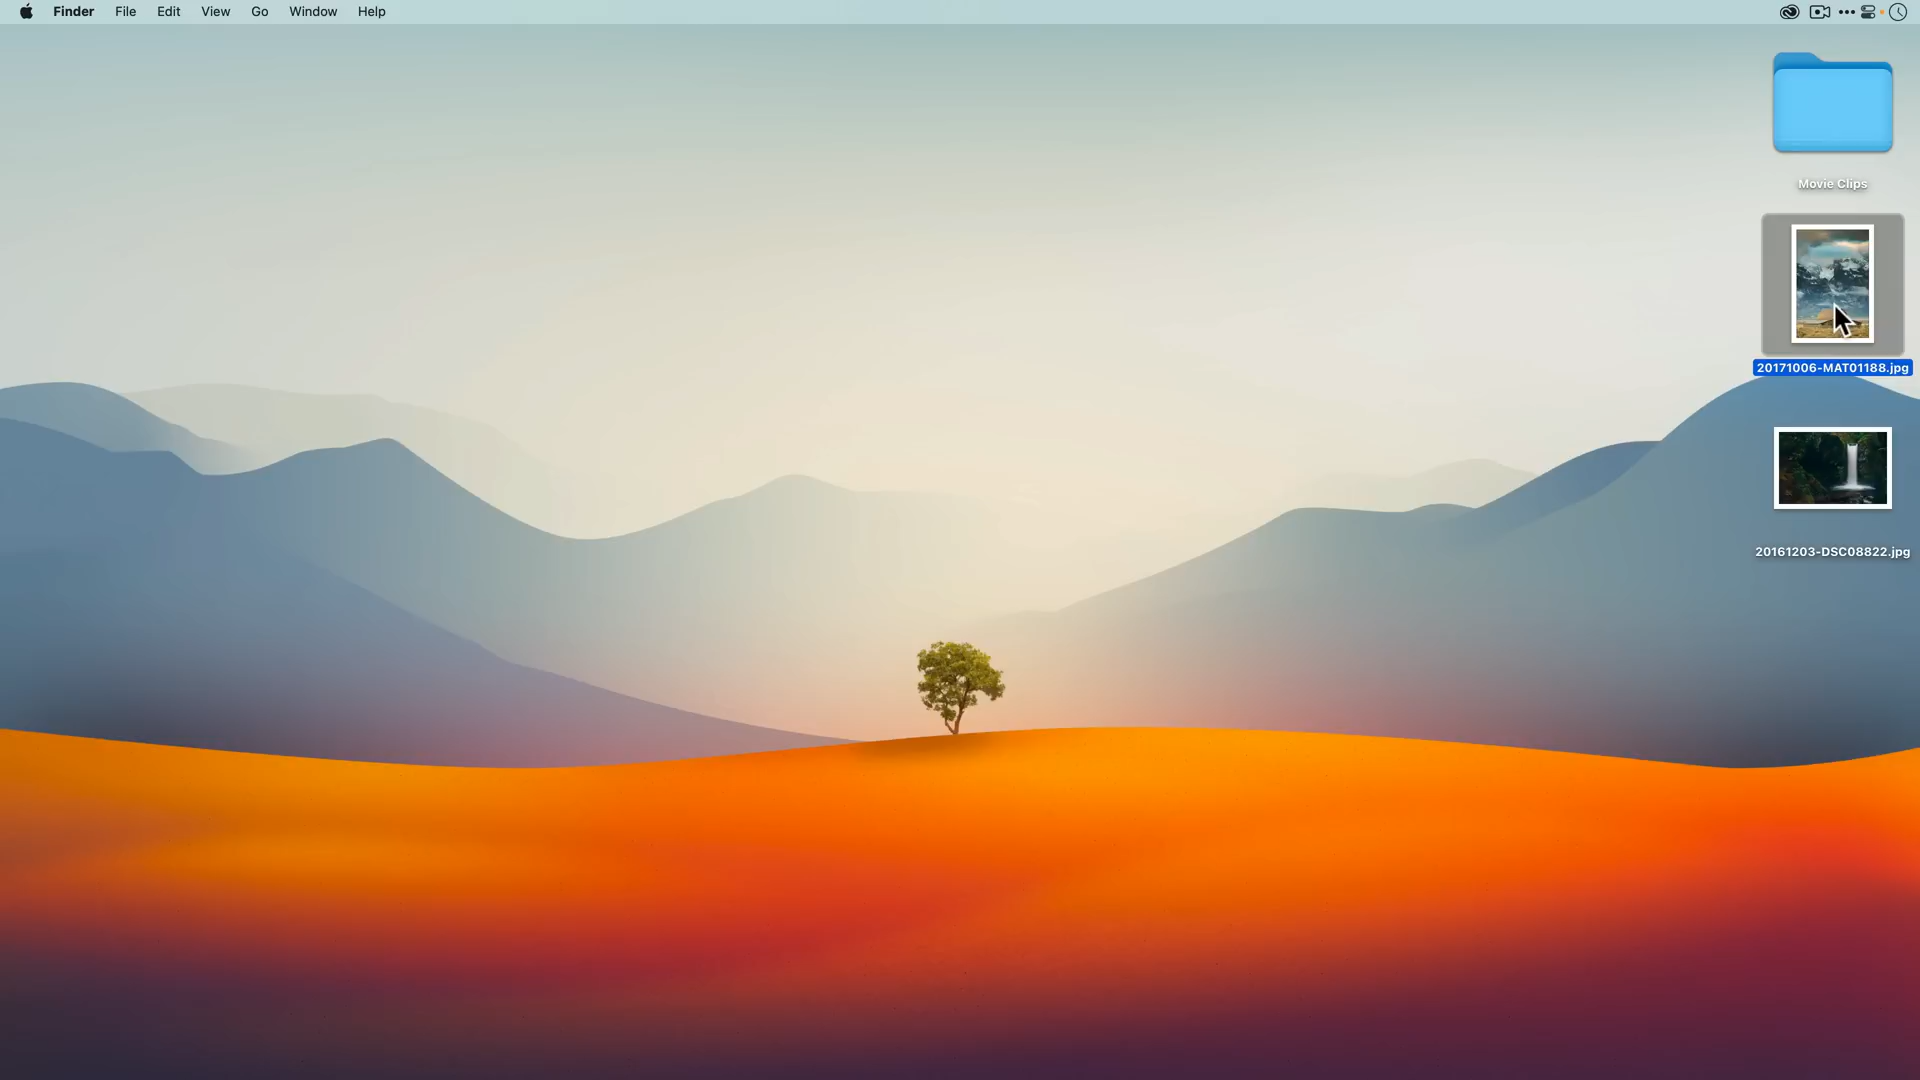 Finder File Edit View Go Window Help
Movie Clips
20171006-MAT01188.jpg
20161203-DSC08822.jpg